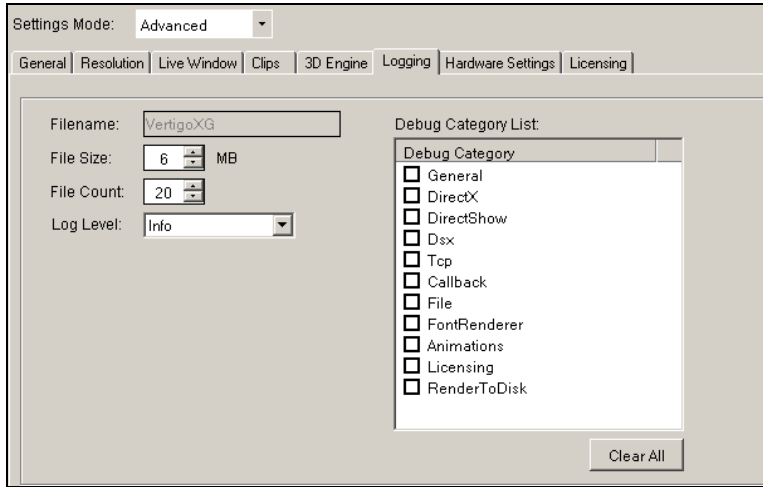 Settings Mode: Advanced
General Resolution Live Window Clips 3D Engine Logging Hardware Settings Licensing
Filename: VertigoXG
File Size: 6 MB
File Count: 20
Log Level: Info
Debug Category List:
Debug Category
General
DirectX
DirectShow
Dsx
Tcp
Callback
File
FontRenderer
Animations
Licensing
RenderToDisk
Clear All